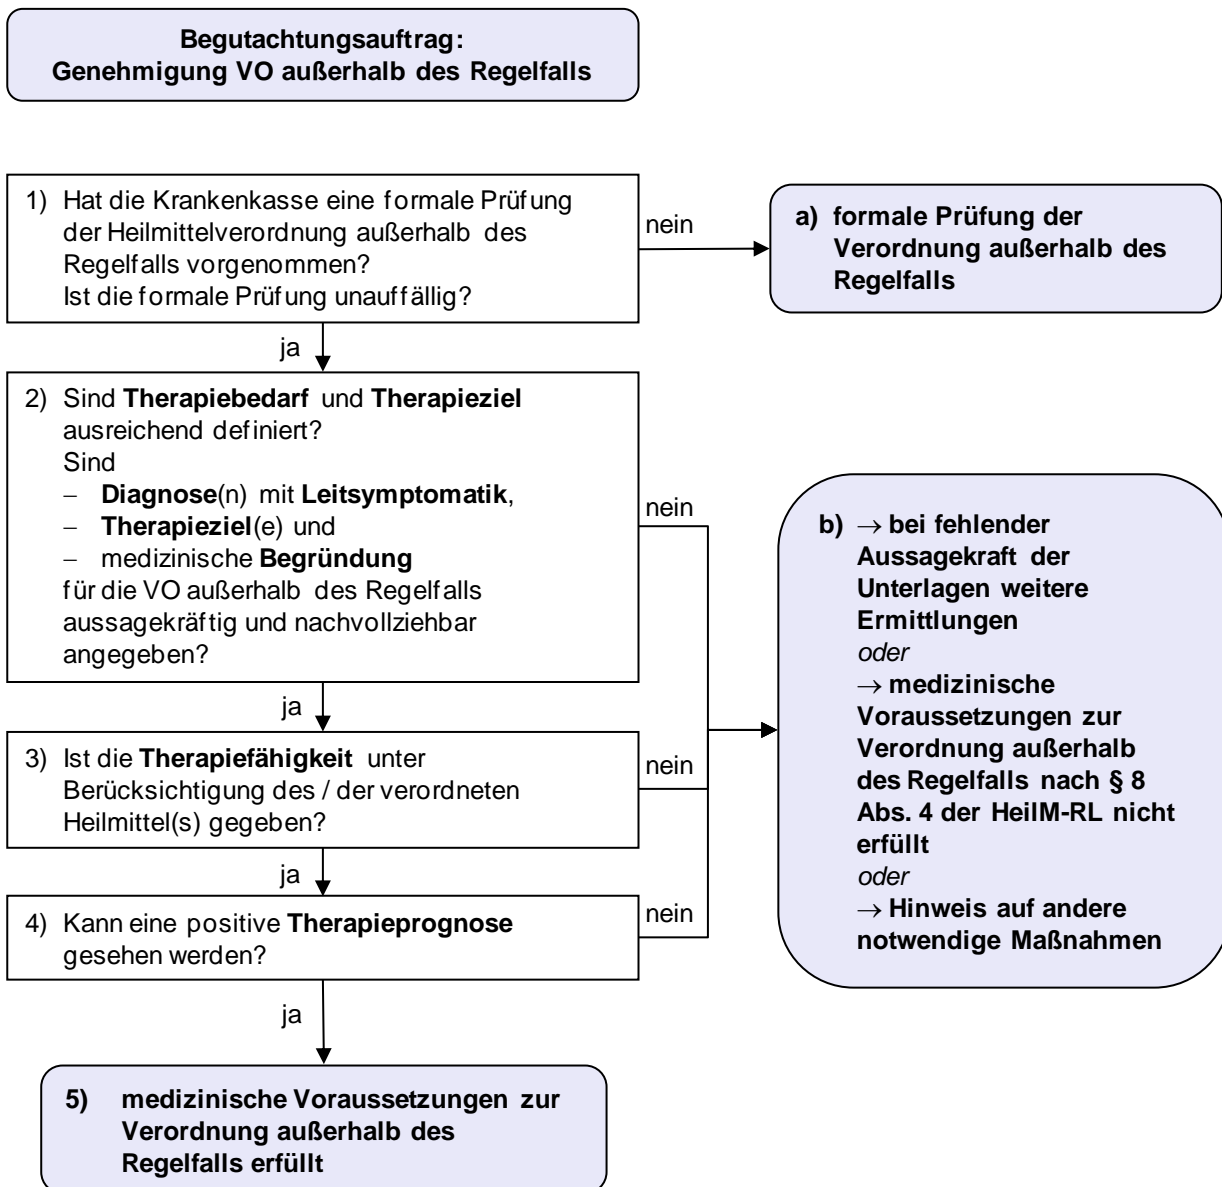 Begutachtungsauftrag:
Genehmigung VO außerhalb des Regelfalls
1) Hat die Krankenkasse eine formale Prüfung
der Heilmittelverordnung außerhalb des
Regelfalls vorgenommen?
Ist die formale Prüfung unauffällig?
nein
a) formale Prüfung der
Verordnung außerhalb des
Regelfalls
ja
2) Sind Therapiebedarf und Therapieziel
ausreichend definiert?
Sind
– Diagnose(n) mit Leitsymptomatik,
– Therapieziel(e) und
– medizinische Begründung
für die VO außerhalb des Regelfalls
aussagekräftig und nachvollziehbar
angegeben?
nein
ja
3) Ist die Therapiefähigkeit unter
Berücksichtigung des / der verordneten
Heilmittel(s) gegeben?
nein
ja
4) Kann eine positive Therapieprognose
gesehen werden?
nein
b) → bei fehlender
Aussagekraft der
Unterlagen weitere
Ermittlungen
oder
→ medizinische
Voraussetzungen zur
Verordnung außerhalb
des Regelfalls nach § 8
Abs. 4 der HeilM-RL nicht
erfüllt
oder
→ Hinweis auf andere
notwendige Maßnahmen
ja
5) medizinische Voraussetzungen zur
Verordnung außerhalb des
Regelfalls erfüllt